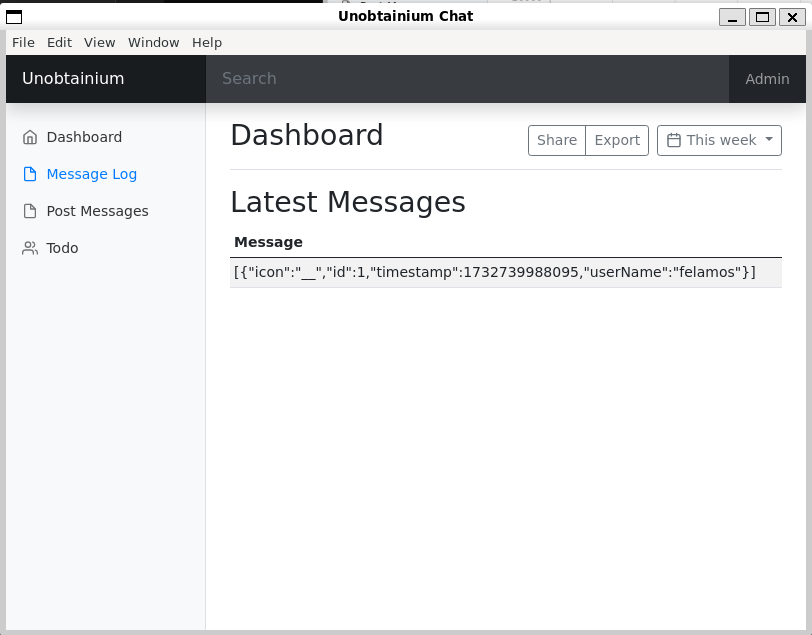 Unobtainium Chat
File Edit View Window Help
Unobtainium
Search
Admin
Dashboard
Message Log
Post Messages
Todo
Dashboard
Share
Export
This week
Latest Messages
Message
[{"icon":"__","id":1,"timestamp":1732739988095,"userName":"felamos"}]